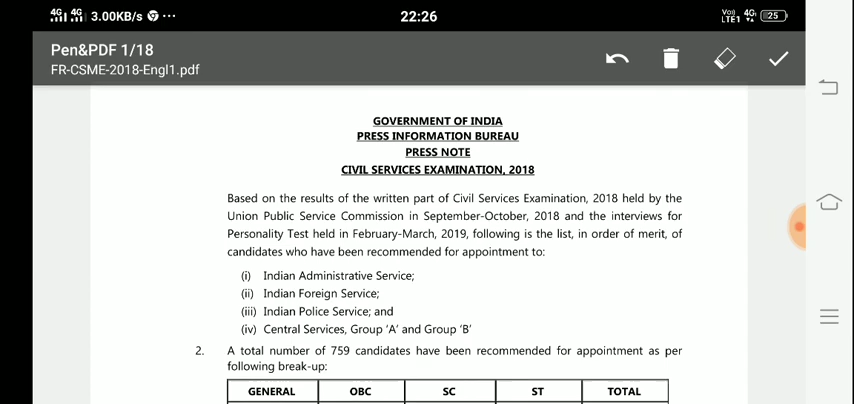 4G 4G 3.00KB/s ...
22:26
VoI) LTE1 4G 25
Pen&PDF 1/18
FR-CSME-2018-Engl1.pdf
GOVERNMENT OF INDIA
PRESS INFORMATION BUREAU
PRESS NOTE
CIVIL SERVICES EXAMINATION, 2018
Based on the results of the written part of Civil Services Examination, 2018 held by the
Union Public Service Commission in September-October, 2018 and the interviews for
Personality Test held in February-March, 2019, following is the list, in order of merit, of
candidates who have been recommended for appointment to:
(i) Indian Administrative Service;
(ii) Indian Foreign Service;
(iii) Indian Police Service; and
(iv) Central Services, Group ‘A’ and Group ‘B’
2. A total number of 759 candidates have been recommended for appointment as per
following break-up:
GENERAL OBC SC ST TOTAL